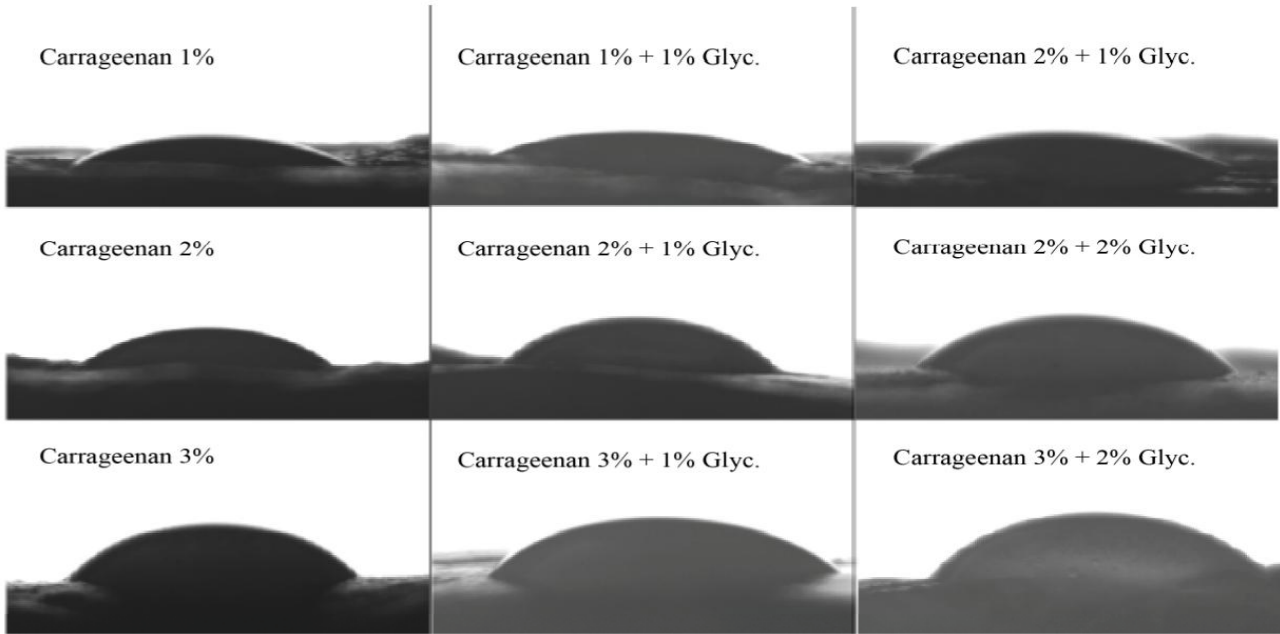 Carrageenan 1%
Carrageenan 1% + 1% Glyc.
Carrageenan 2% + 1% Glyc.
Carrageenan 2%
Carrageenan 2% + 1% Glyc.
Carrageenan 2% + 2% Glyc.
Carrageenan 3%
Carrageenan 3% + 1% Glyc.
Carrageenan 3% + 2% Glyc.